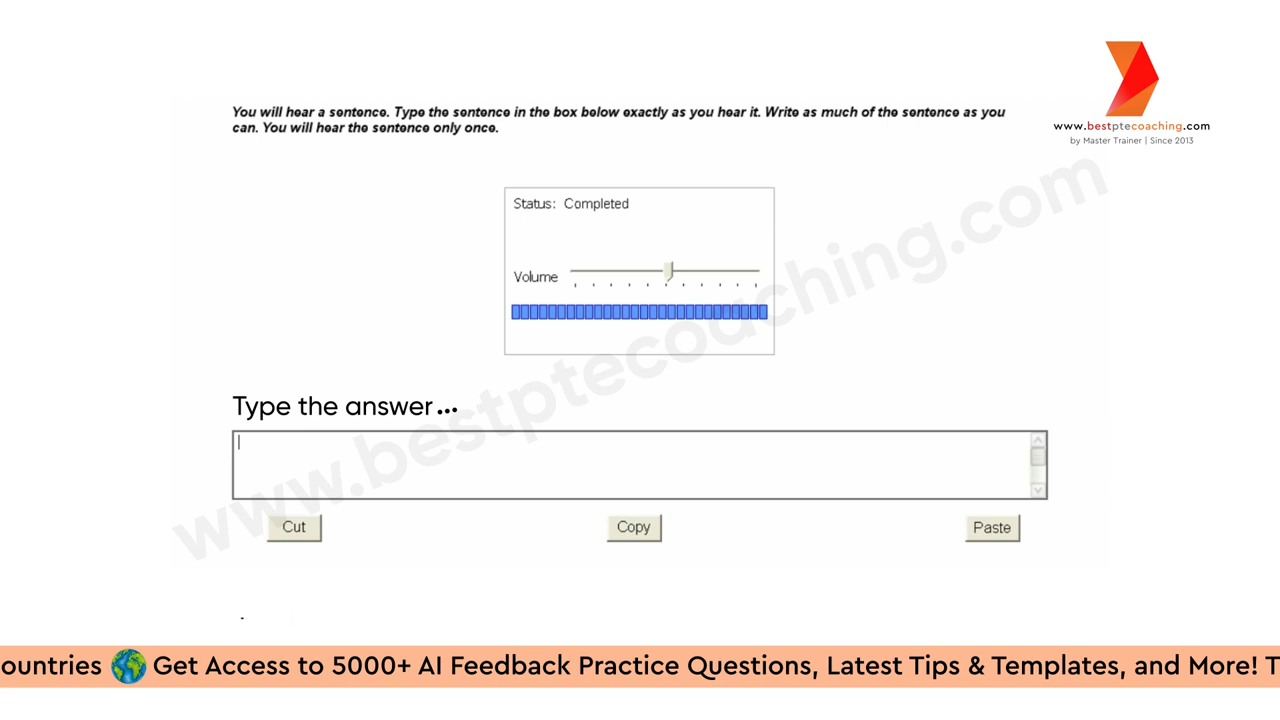 www.bestptecoaching.com
by Master Trainer | Since 2013
You will hear a sentence. Type the sentence in the box below exactly as you hear it. Write as much of the sentence as you
can. You will hear the sentence only once.
Status: Completed
Volume
www.bestptecoaching.com
Type the answer...
Cut
Copy
Paste
ountries 🌎 Get Access to 5000+ AI Feedback Practice Questions, Latest Tips & Templates, and More! T